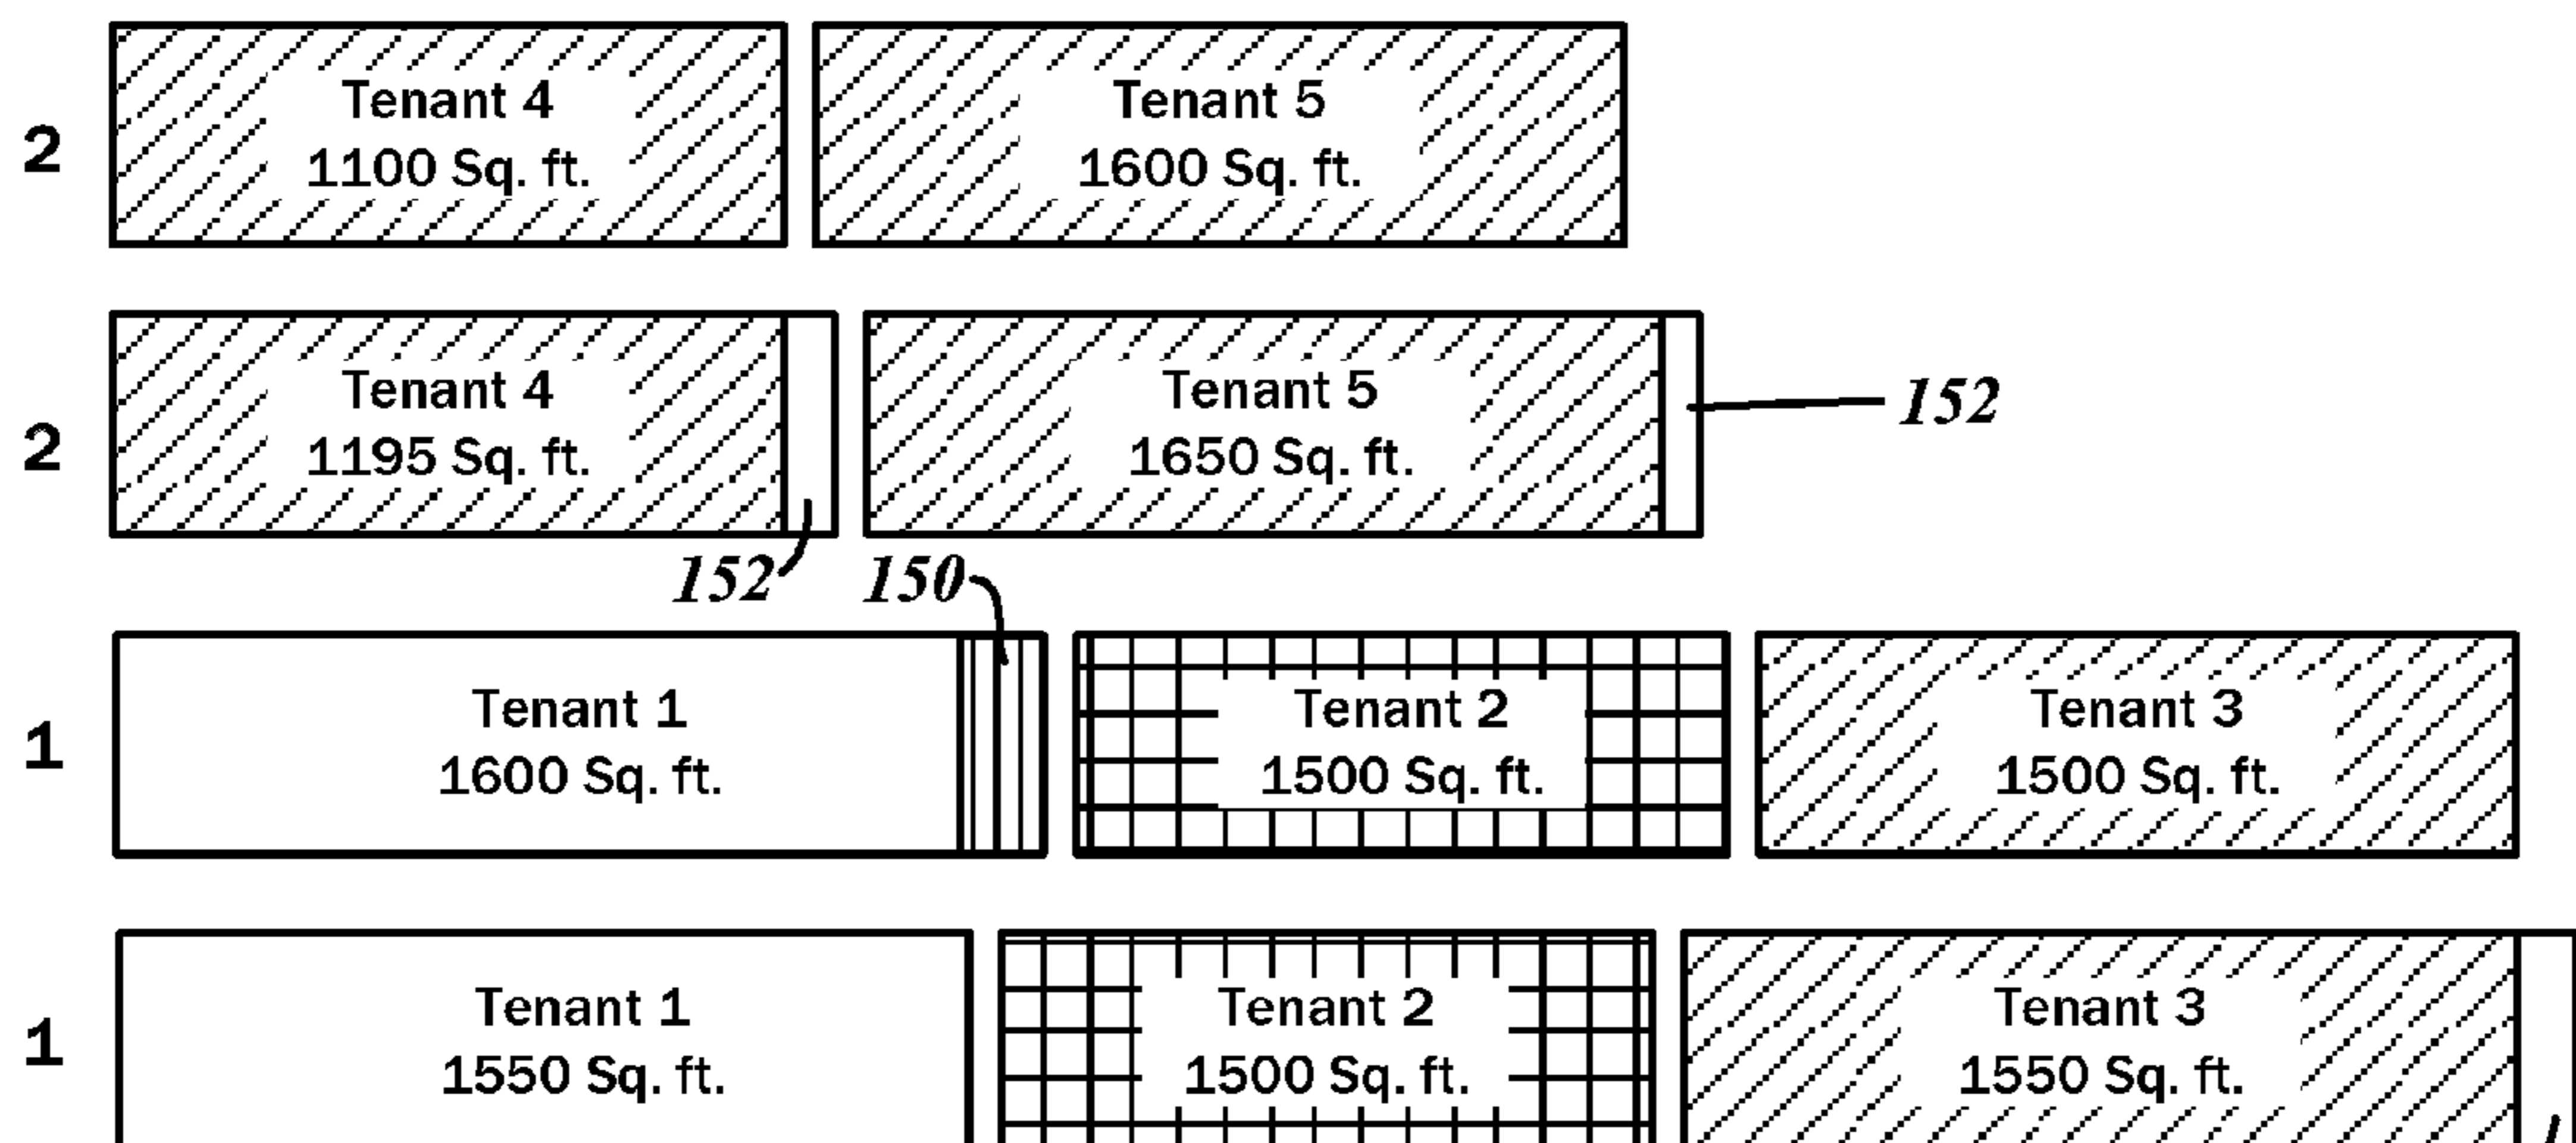 2
Tenant 4
1100 Sq. ft.
Tenant 5
1600 Sq. ft.
2
Tenant 4
1195 Sq. ft.
Tenant 5
1650 Sq. ft.
152
152
150
1
Tenant 1
1600 Sq. ft.
Tenant 2
1500 Sq. ft.
Tenant 3
1500 Sq. ft.
1
Tenant 1
1550 Sq. ft.
Tenant 2
1500 Sq. ft.
Tenant 3
1550 Sq. ft.